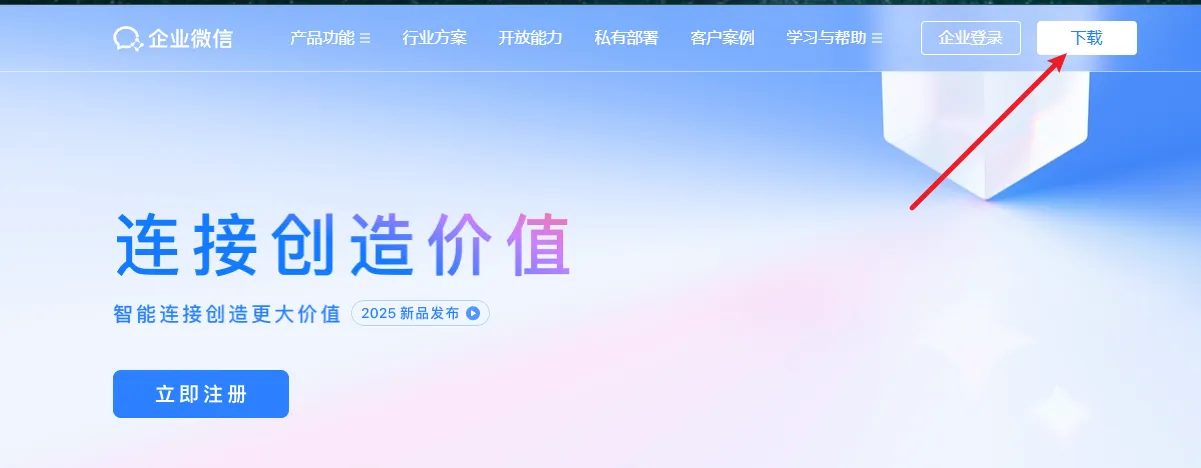 企业微信 产品功能 行业方案 开放能力 私有部署 客户案例 学习与帮助 企业登录 下载
连接创造价值
智能连接创造更大价值 2025 新品发布
立即注册